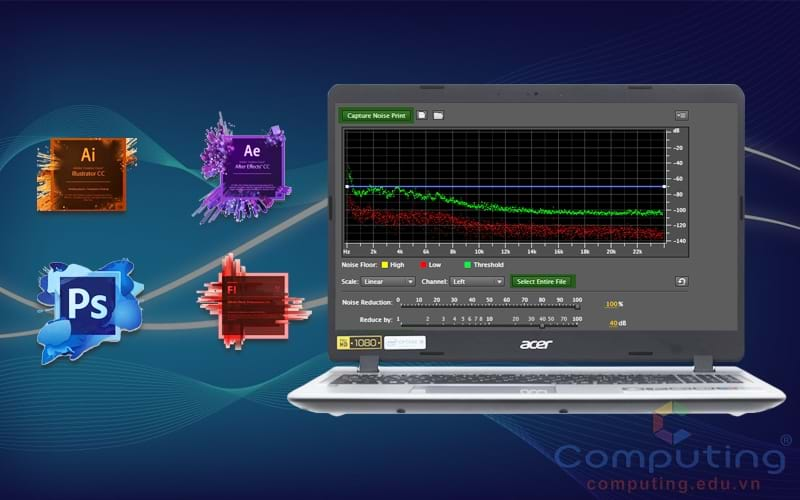 Ai
Illustrator CC
Ae
After Effects CC
Ps
Fl
Capture Noise Print
dB
-20
-40
-60
-80
-100
-120
-140
Hz 2k 4k 6k 8k 10k 12k 14k 16k 18k 20k 22k
Noise Floor: High Low Threshold
Scale: Linear Channel: Left Select Entire File
Noise Reduction: 0 10 20 30 40 50 60 70 80 90 100 100 %
Reduce by: 1 2 3 4 5 6 7 8 10 20 30 40 50 70 100 40 dB
1080
acer
Computing®
computing.edu.vn